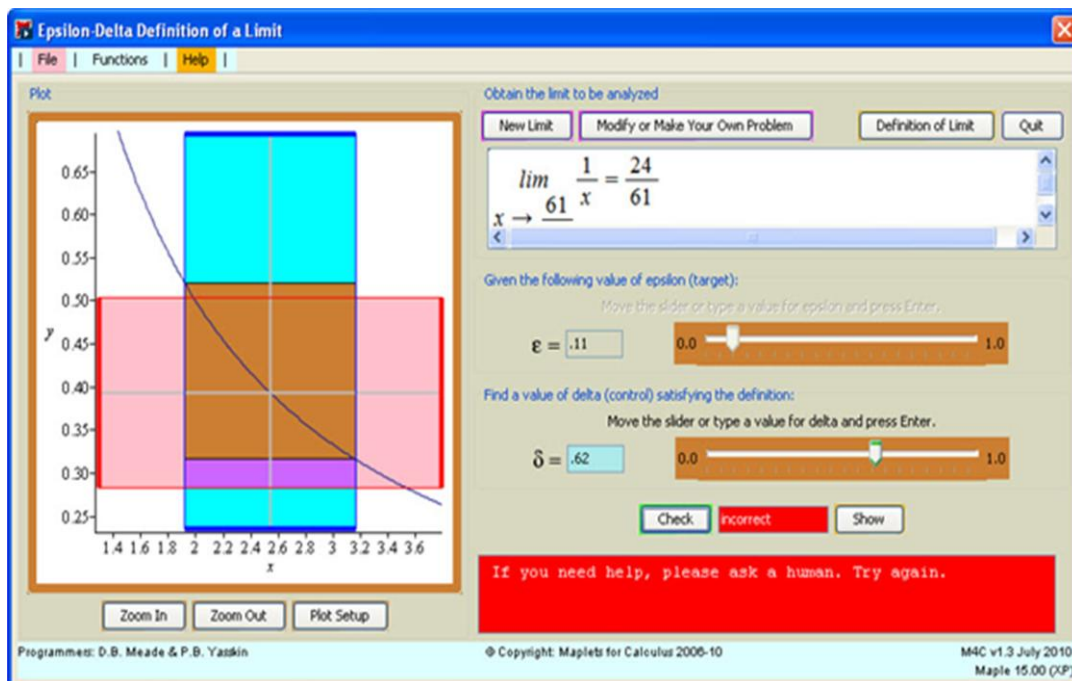 Epsilon-Delta Definition of a Limit
| File | Functions | Help |
Plot
0.65
0.60
0.55
0.50
y 0.45
0.40
0.35
0.30
0.25
1.4 1.6 1.8 2 2.2 2.4 2.6 2.8 3 3.2 3.4 3.6
x
Zoom In Zoom Out Plot Setup
Obtain the limit to be analyzed
New Limit Modify or Make Your Own Problem Definition of Limit Quit
lim 1/x = 24/61
x → 61
Given the following value of epsilon (target):
Move the slider or type a value for epsilon and press Enter.
ε = .11 0.0 1.0
Find a value of delta (control) satisfying the definition:
Move the slider or type a value for delta and press Enter.
δ = .62 0.0 1.0
Check incorrect Show
If you need help, please ask a human. Try again.
Programmers: D.B. Meade & P.B. Yasskin © Copyright: Maplets for Calculus 2006-10 M4C v1.3 July 2010
Maple 15.00 (XP)